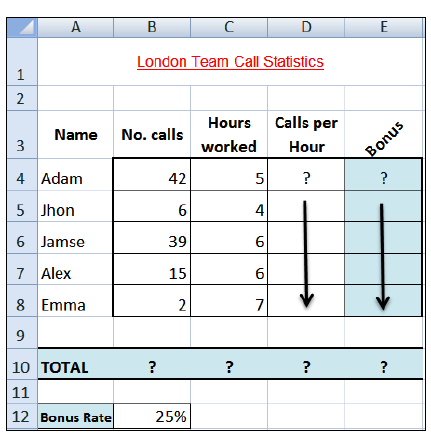 A B C D E
1 London Team Call Statistics
2
3 Name No. calls Hours worked Calls per Hour Bonus
4 Adam 42 5 ? ?
5 Jhon 6 4
6 Jamse 39 6
7 Alex 15 6
8 Emma 2 7
9
10 TOTAL ? ? ? ?
11
12 Bonus Rate 25%